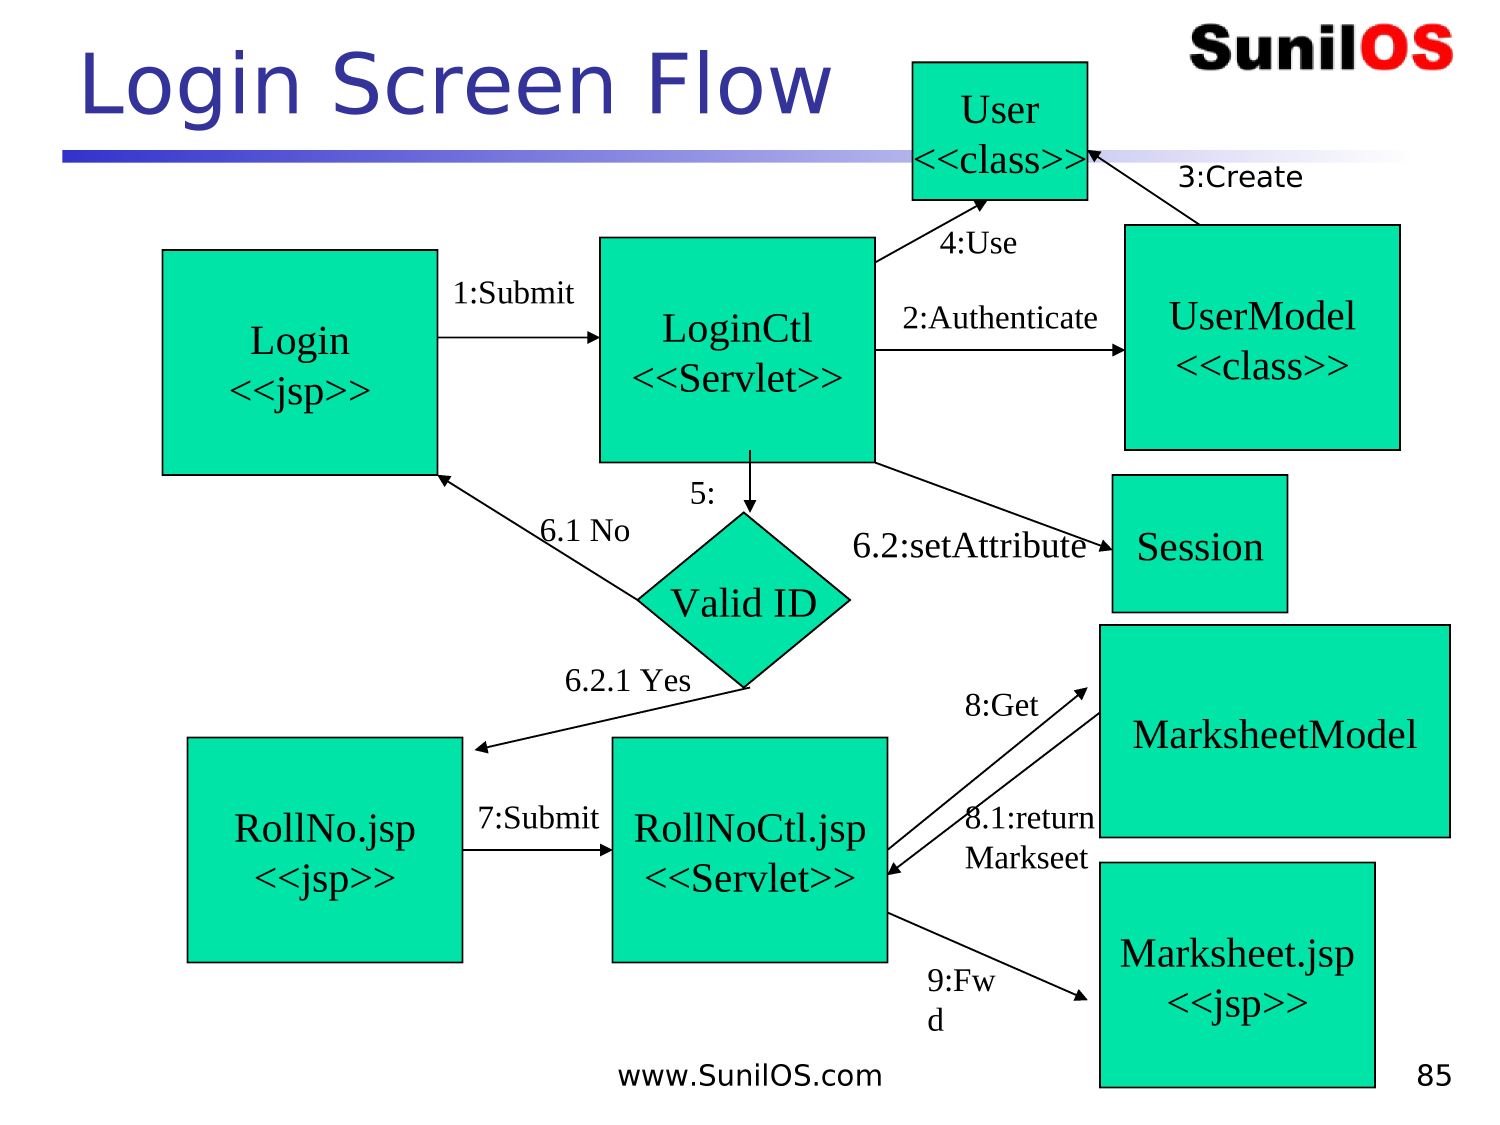 Login Screen Flow
SunilOS
User
<<class>>
3:Create
4:Use
Login
<<jsp>>
1:Submit
LoginCtl
<<Servlet>>
2:Authenticate
UserModel
<<class>>
5:
6.1 No
6.2:setAttribute
Session
Valid ID
6.2.1 Yes
8:Get
MarksheetModel
RollNo.jsp
<<jsp>>
7:Submit
RollNoCtl.jsp
<<Servlet>>
8.1:return
Markseet
Marksheet.jsp
<<jsp>>
9:Fw
d
www.SunilOS.com
85